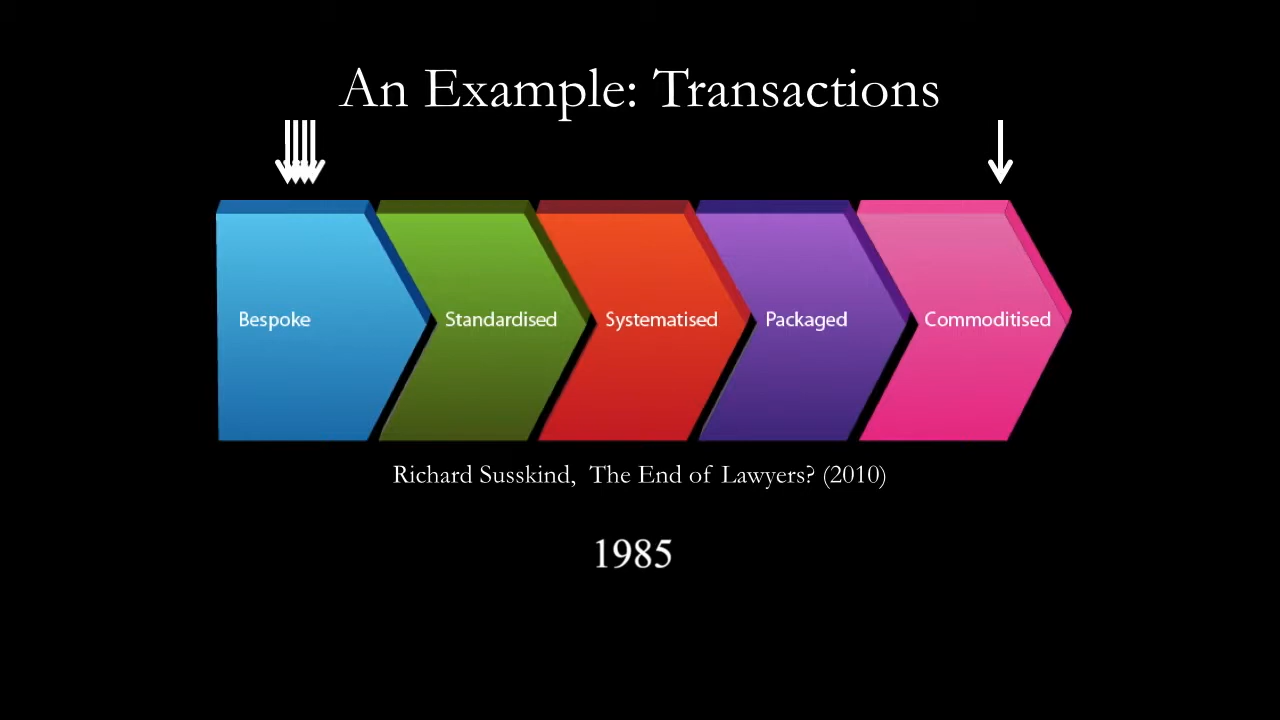 An Example: Transactions
Bespoke
Standardised
Systematised
Packaged
Commoditised
Richard Susskind, The End of Lawyers? (2010)
1985